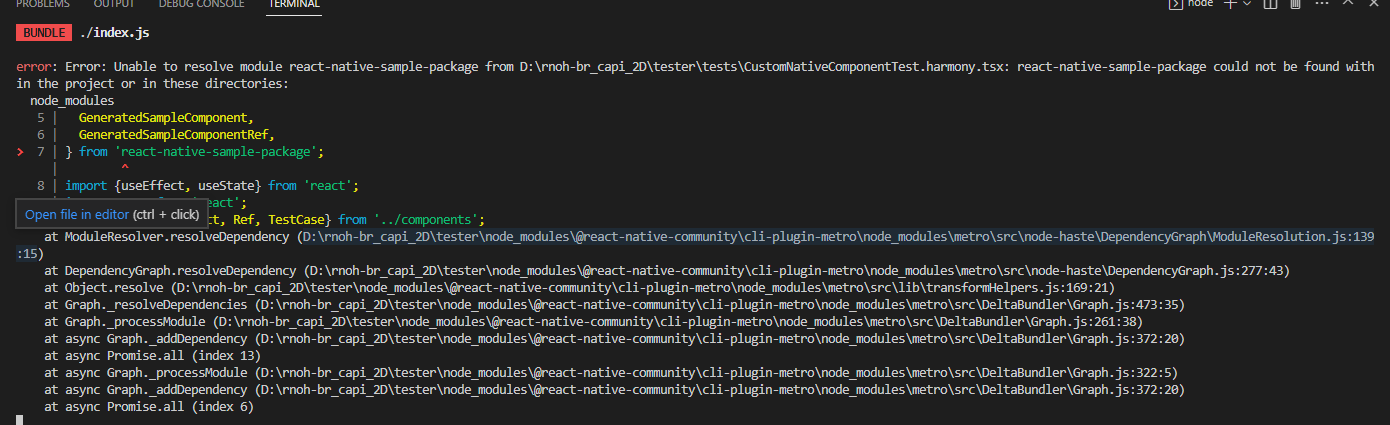 PROBLEMS OUTPUT DEBUG CONSOLE TERMINAL node
BUNDLE ./index.js
error: Error: Unable to resolve module react-native-sample-package from D:\rnoh-br_capi_2D\tester\tests\CustomNativeComponentTest.harmony.tsx: react-native-sample-package could not be found with
in the project or in these directories:
node_modules
5 | GeneratedSampleComponent,
6 | GeneratedSampleComponentRef,
> 7 | } from 'react-native-sample-package';
| ^
8 | import {useEffect, useState} from 'react';
';
Open file in editor (ctrl + click)
, Ref, TestCase} from '../components';
at ModuleResolver.resolveDependency (D:\rnoh-br_capi_2D\tester\node_modules\@react-native-community\cli-plugin-metro\node_modules\metro\src\node-haste\DependencyGraph\ModuleResolution.js:139
:15)
at DependencyGraph.resolveDependency (D:\rnoh-br_capi_2D\tester\node_modules\@react-native-community\cli-plugin-metro\node_modules\metro\src\node-haste\DependencyGraph.js:277:43)
at Object.resolve (D:\rnoh-br_capi_2D\tester\node_modules\@react-native-community\cli-plugin-metro\node_modules\metro\src\lib\transformHelpers.js:169:21)
at Graph._resolveDependencies (D:\rnoh-br_capi_2D\tester\node_modules\@react-native-community\cli-plugin-metro\node_modules\metro\src\DeltaBundler\Graph.js:473:35)
at Graph._processModule (D:\rnoh-br_capi_2D\tester\node_modules\@react-native-community\cli-plugin-metro\node_modules\metro\src\DeltaBundler\Graph.js:261:38)
at async Graph._addDependency (D:\rnoh-br_capi_2D\tester\node_modules\@react-native-community\cli-plugin-metro\node_modules\metro\src\DeltaBundler\Graph.js:372:20)
at async Promise.all (index 13)
at async Graph._processModule (D:\rnoh-br_capi_2D\tester\node_modules\@react-native-community\cli-plugin-metro\node_modules\metro\src\DeltaBundler\Graph.js:322:5)
at async Graph._addDependency (D:\rnoh-br_capi_2D\tester\node_modules\@react-native-community\cli-plugin-metro\node_modules\metro\src\DeltaBundler\Graph.js:372:20)
at async Promise.all (index 6)